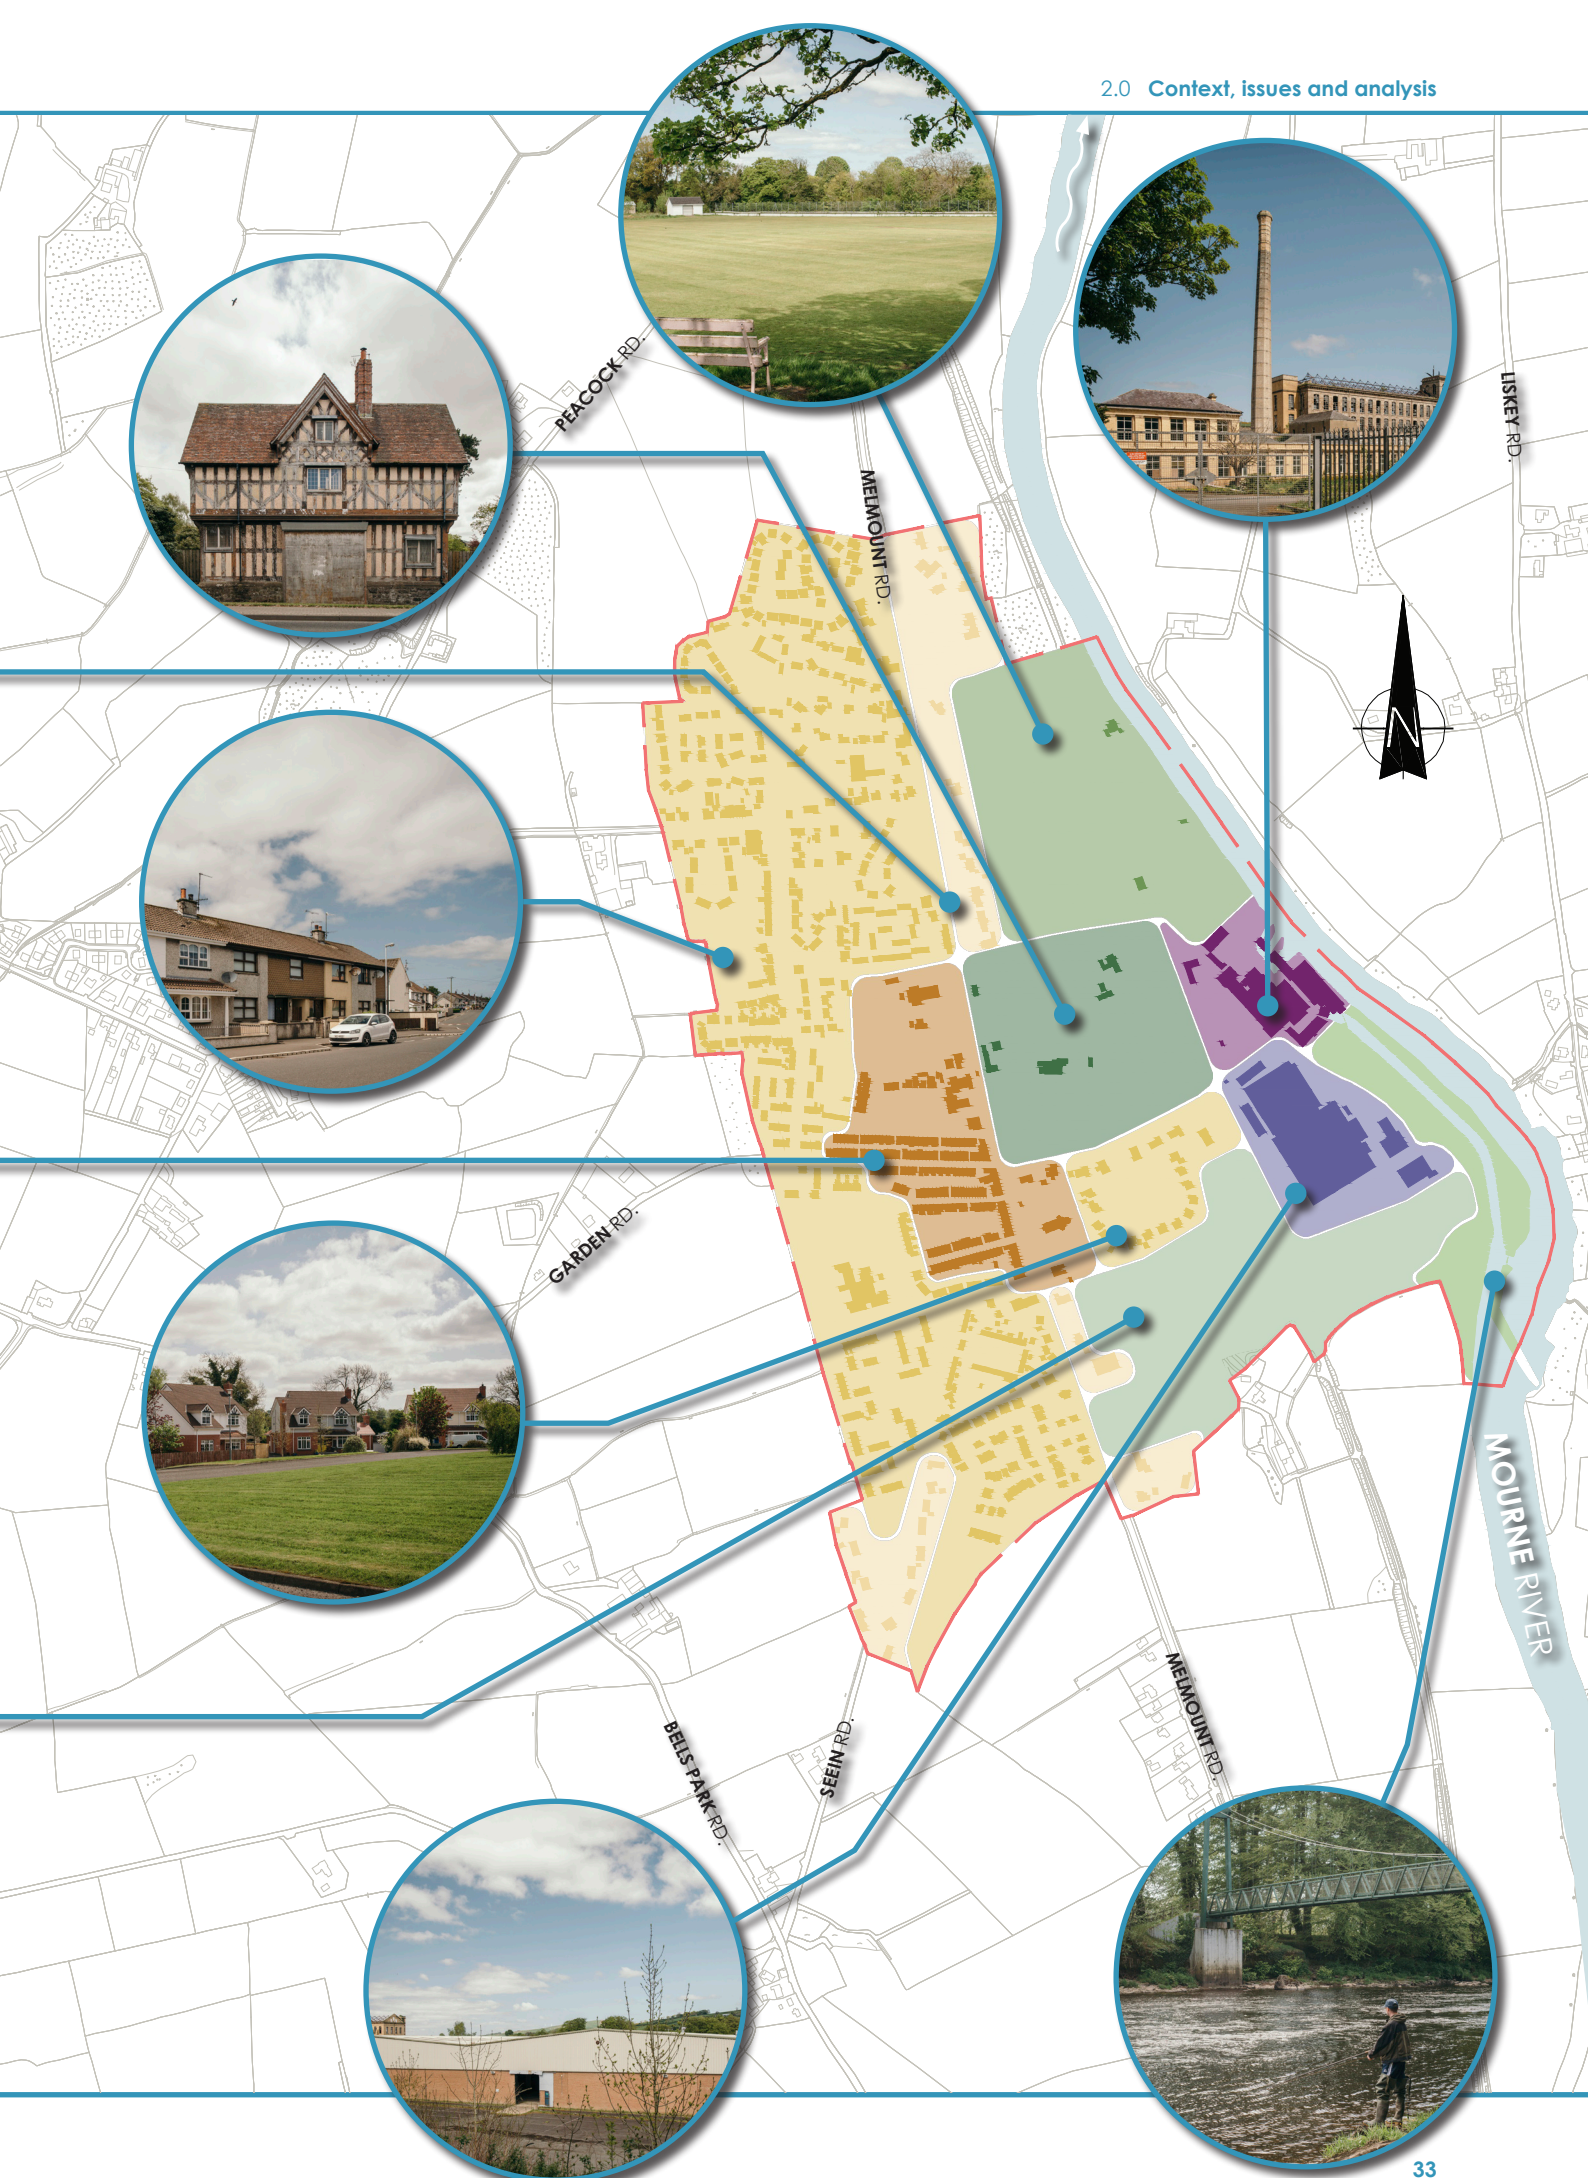 2.0 Context, issues and analysis
PEACOCK RD.
LISKEY RD.
MELMOUNT RD.
N
GARDEN RD.
MOURNE RIVER
MELMOUNT RD.
BELLS PARK RD.
SEEIN RD.
33